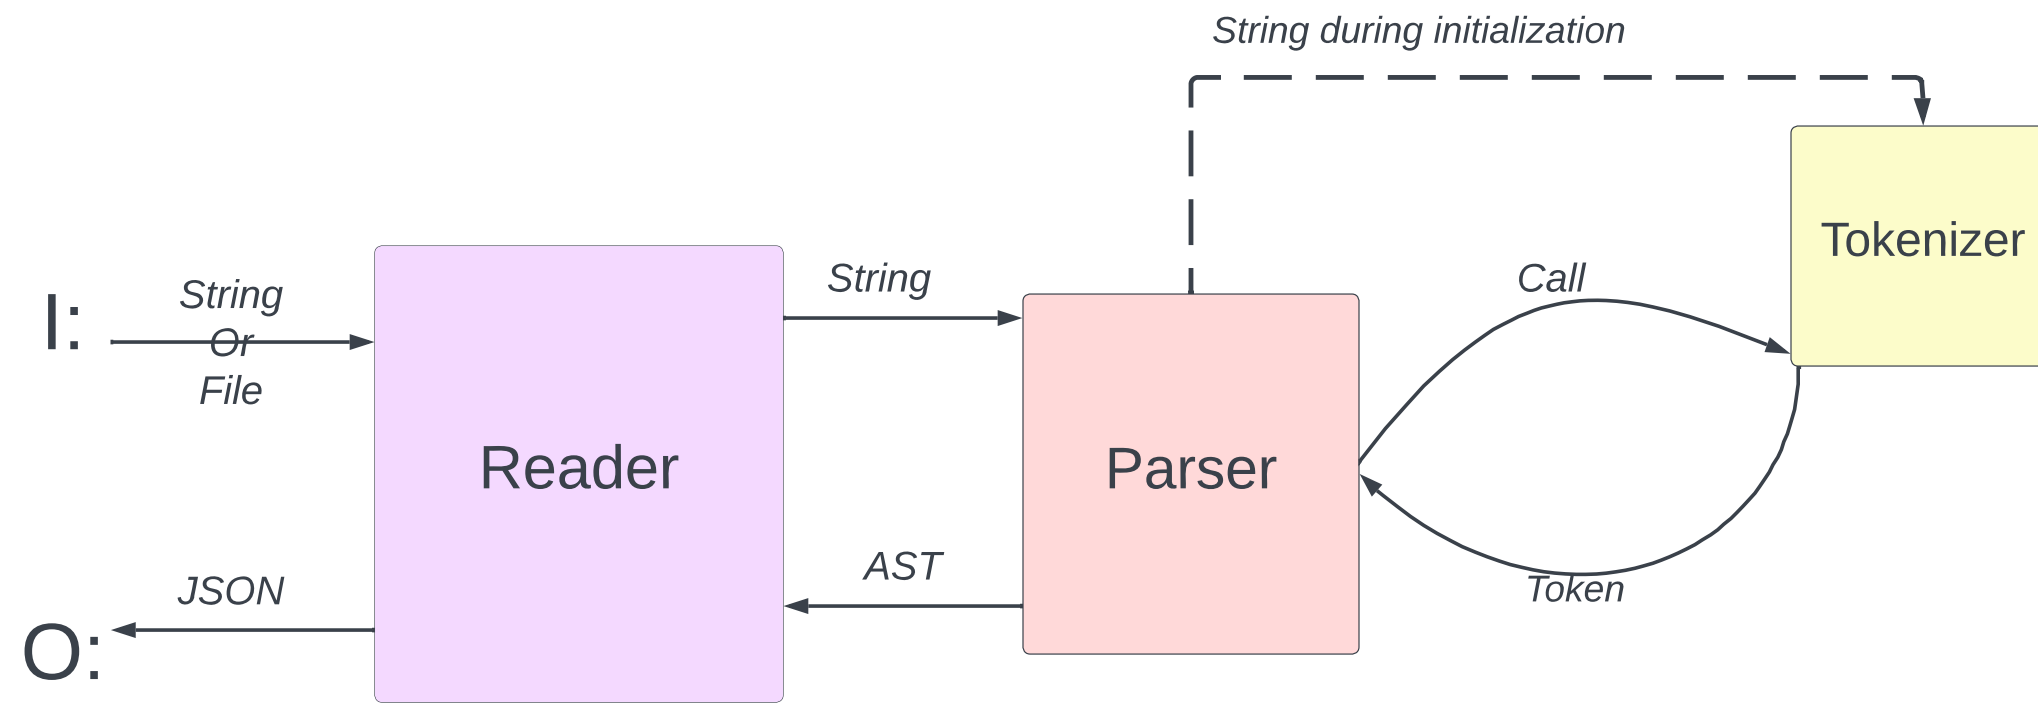 String during initialization
Tokenizer
I:
String
Or
File
String
Call
Reader
Parser
AST
JSON
Token
O: